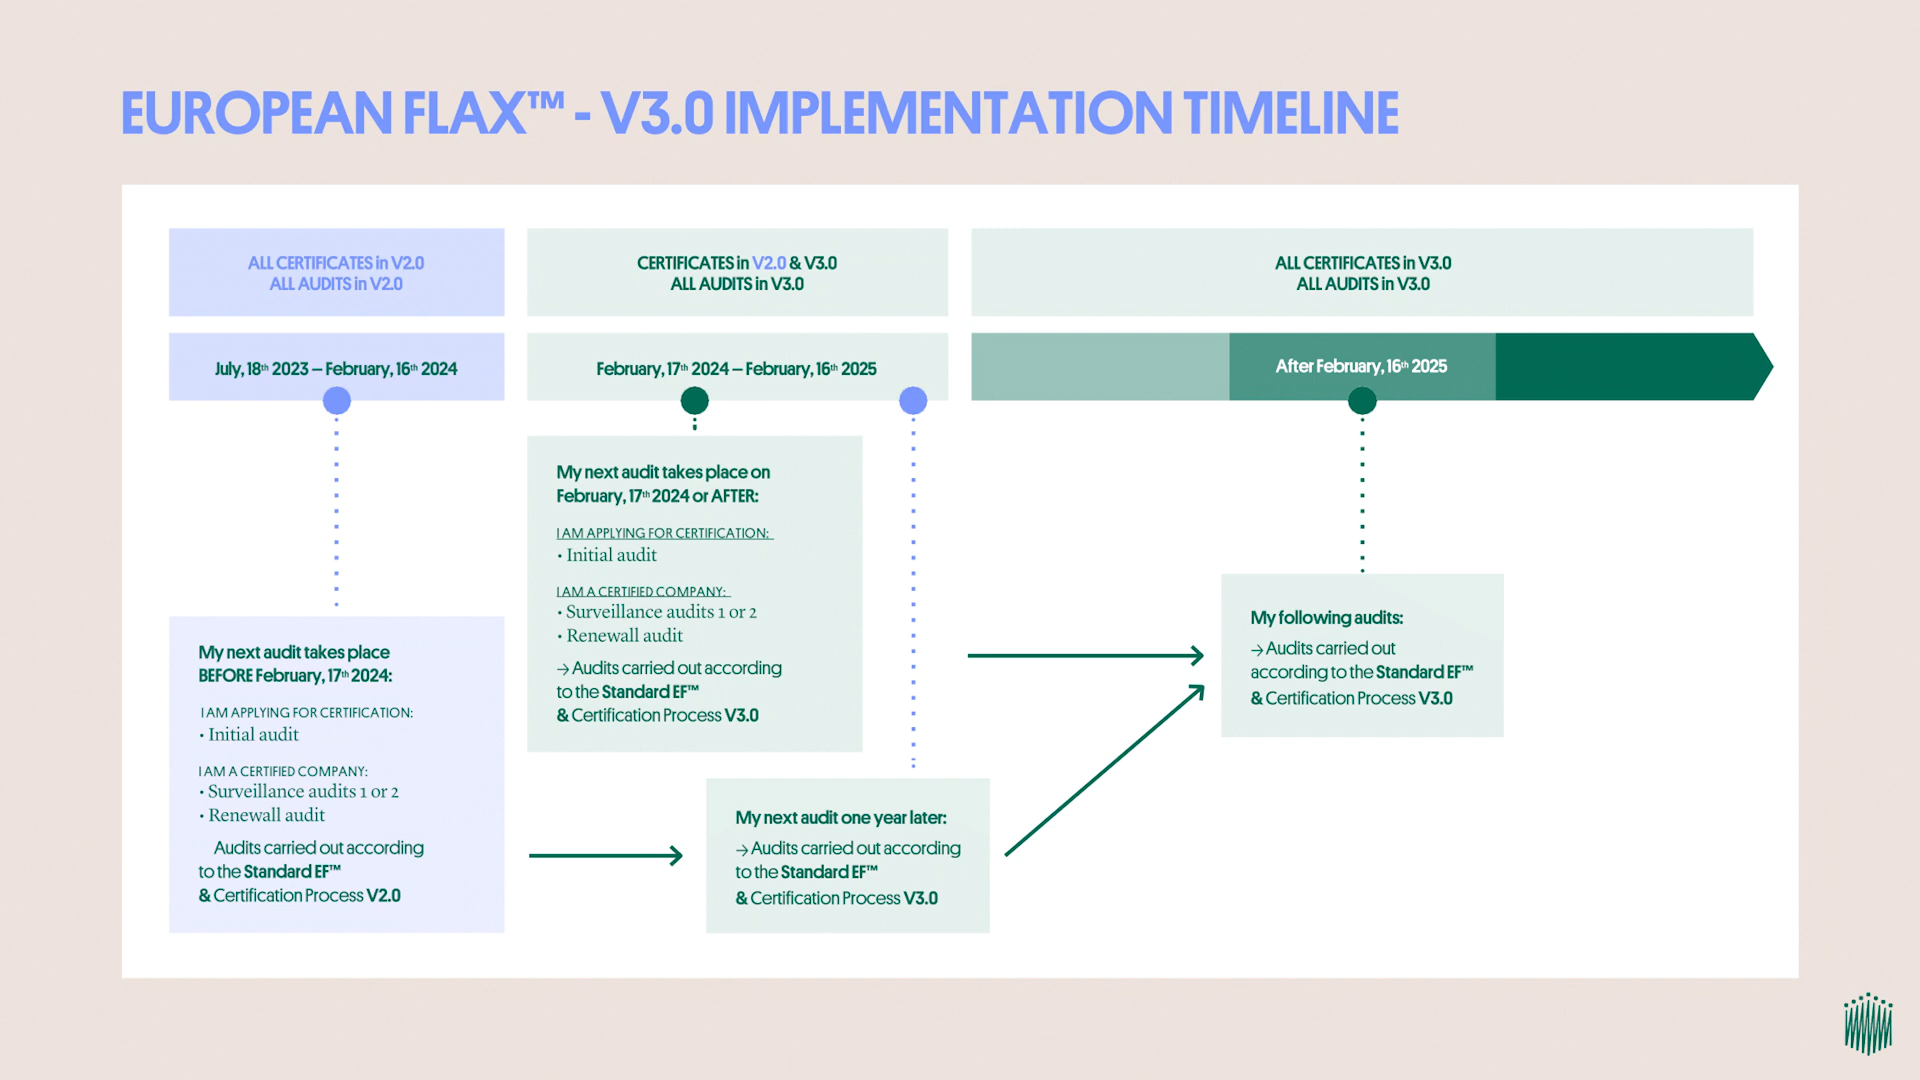 EUROPEAN FLAX™ - V3.0 IMPLEMENTATION TIMELINE
ALL CERTIFICATES in V2.0
ALL AUDITS in V2.0
CERTIFICATES in V2.0 & V3.0
ALL AUDITS in V3.0
ALL CERTIFICATES in V3.0
ALL AUDITS in V3.0
July, 18th 2023 – February, 16th 2024
February, 17th 2024 – February, 16th 2025
After February, 16th 2025
My next audit takes place
BEFORE February, 17th 2024:
I AM APPLYING FOR CERTIFICATION:
• Initial audit
I AM A CERTIFIED COMPANY:
• Surveillance audits 1 or 2
• Renewall audit
Audits carried out according
to the Standard EF™
& Certification Process V2.0
My next audit takes place on
February, 17th 2024 or AFTER:
I AM APPLYING FOR CERTIFICATION:
• Initial audit
I AM A CERTIFIED COMPANY:
• Surveillance audits 1 or 2
• Renewall audit
→ Audits carried out according
to the Standard EF™
& Certification Process V3.0
My next audit one year later:
→ Audits carried out according
to the Standard EF™
& Certification Process V3.0
My following audits:
→ Audits carried out
according to the Standard EF™
& Certification Process V3.0